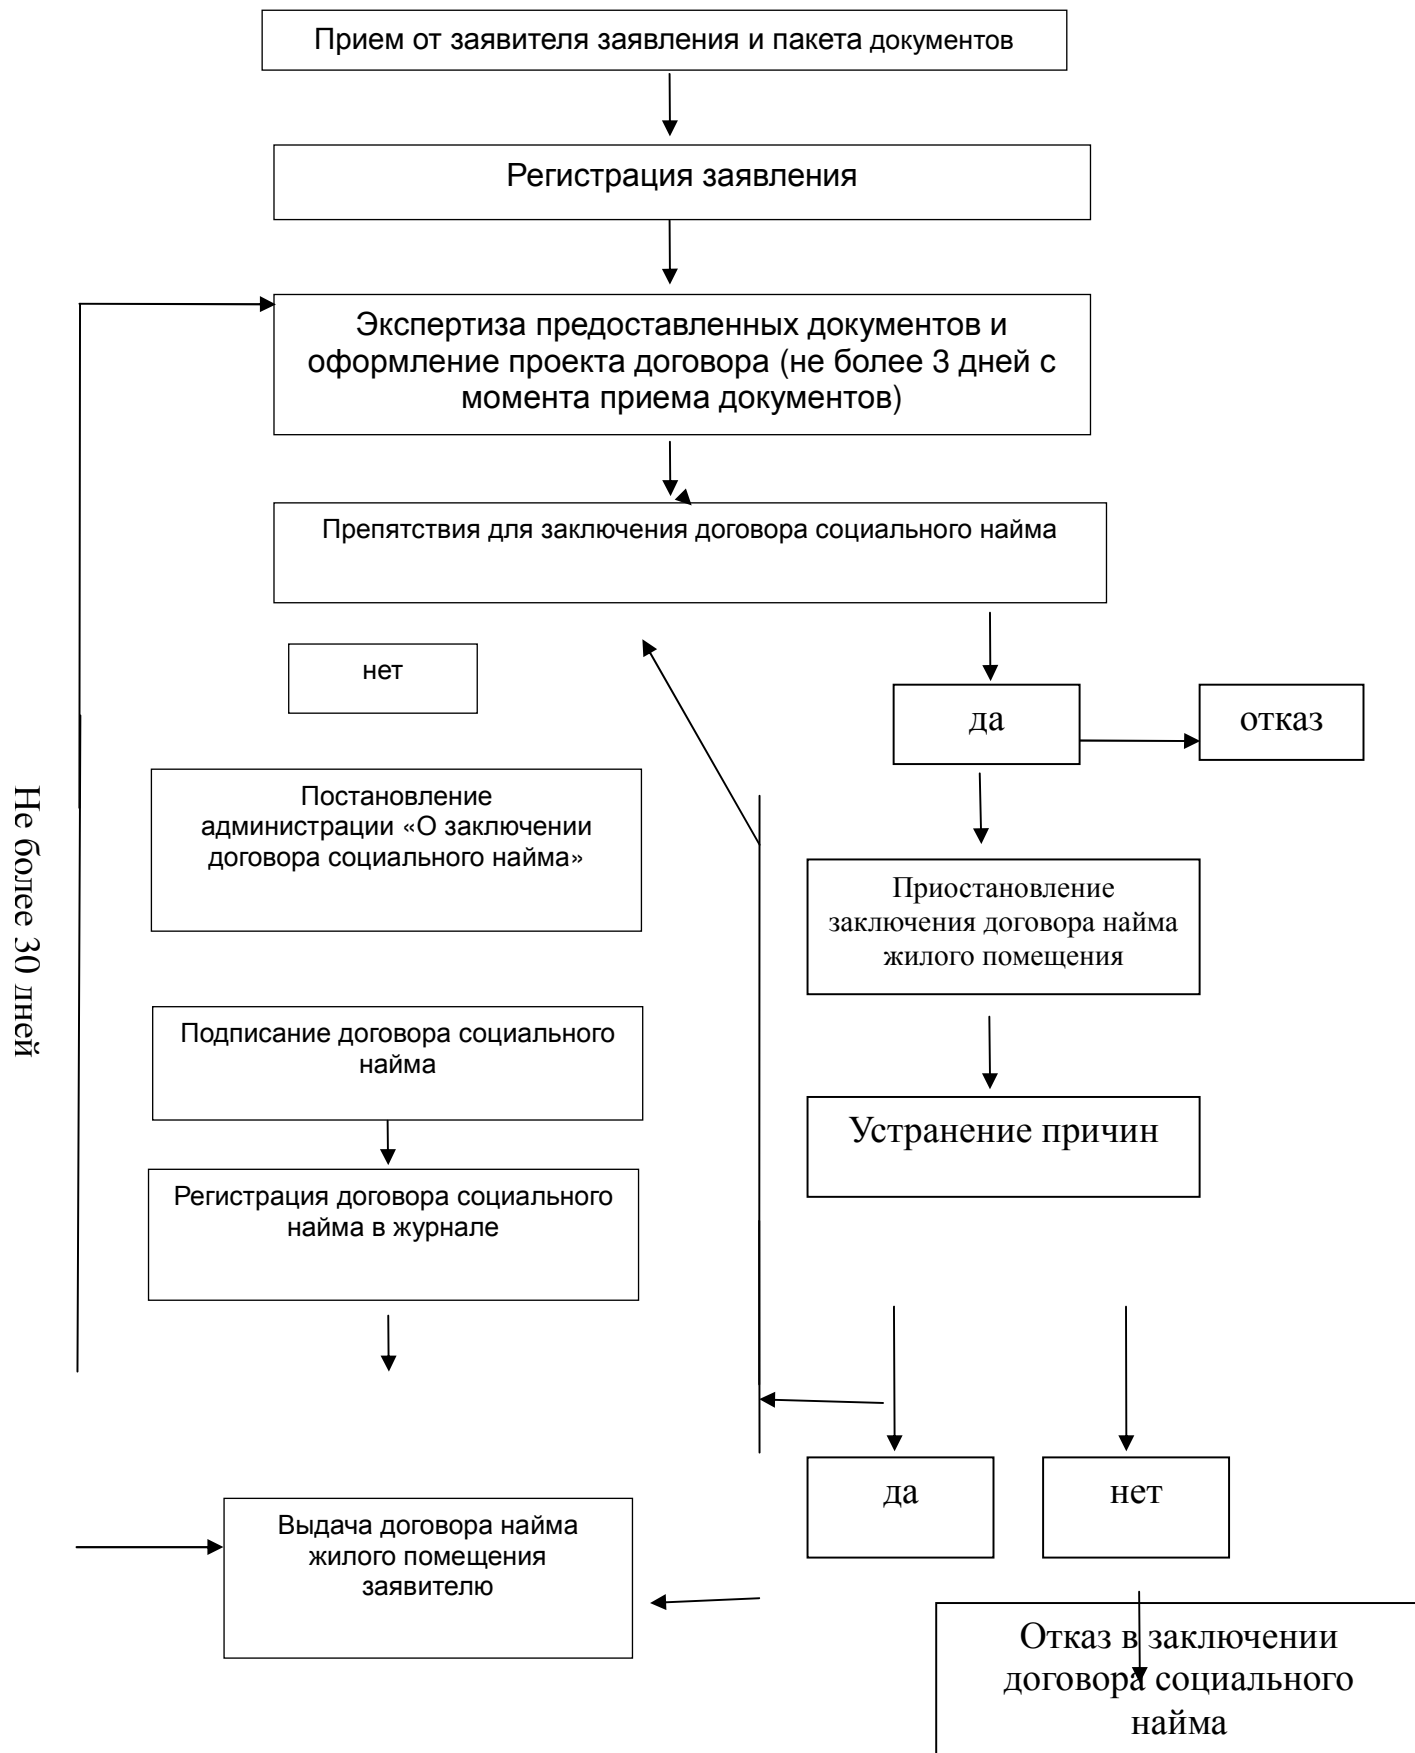 Прием от заявителя заявления и пакета документов
Регистрация заявления
Экспертиза предоставленных документов и
оформление проекта договора (не более 3 дней с
момента приема документов)
Препятствия для заключения договора социального найма
нет
да
отказ
Постановление
администрации «О заключении
договора социального найма»
Не более 30 дней
Приостановление
заключения договора найма
жилого помещения
Подписание договора социального
найма
Устранение причин
Регистрация договора социального
найма в журнале
да
нет
Выдача договора найма
жилого помещения
заявителю
Отказ в заключении
договора социального
найма